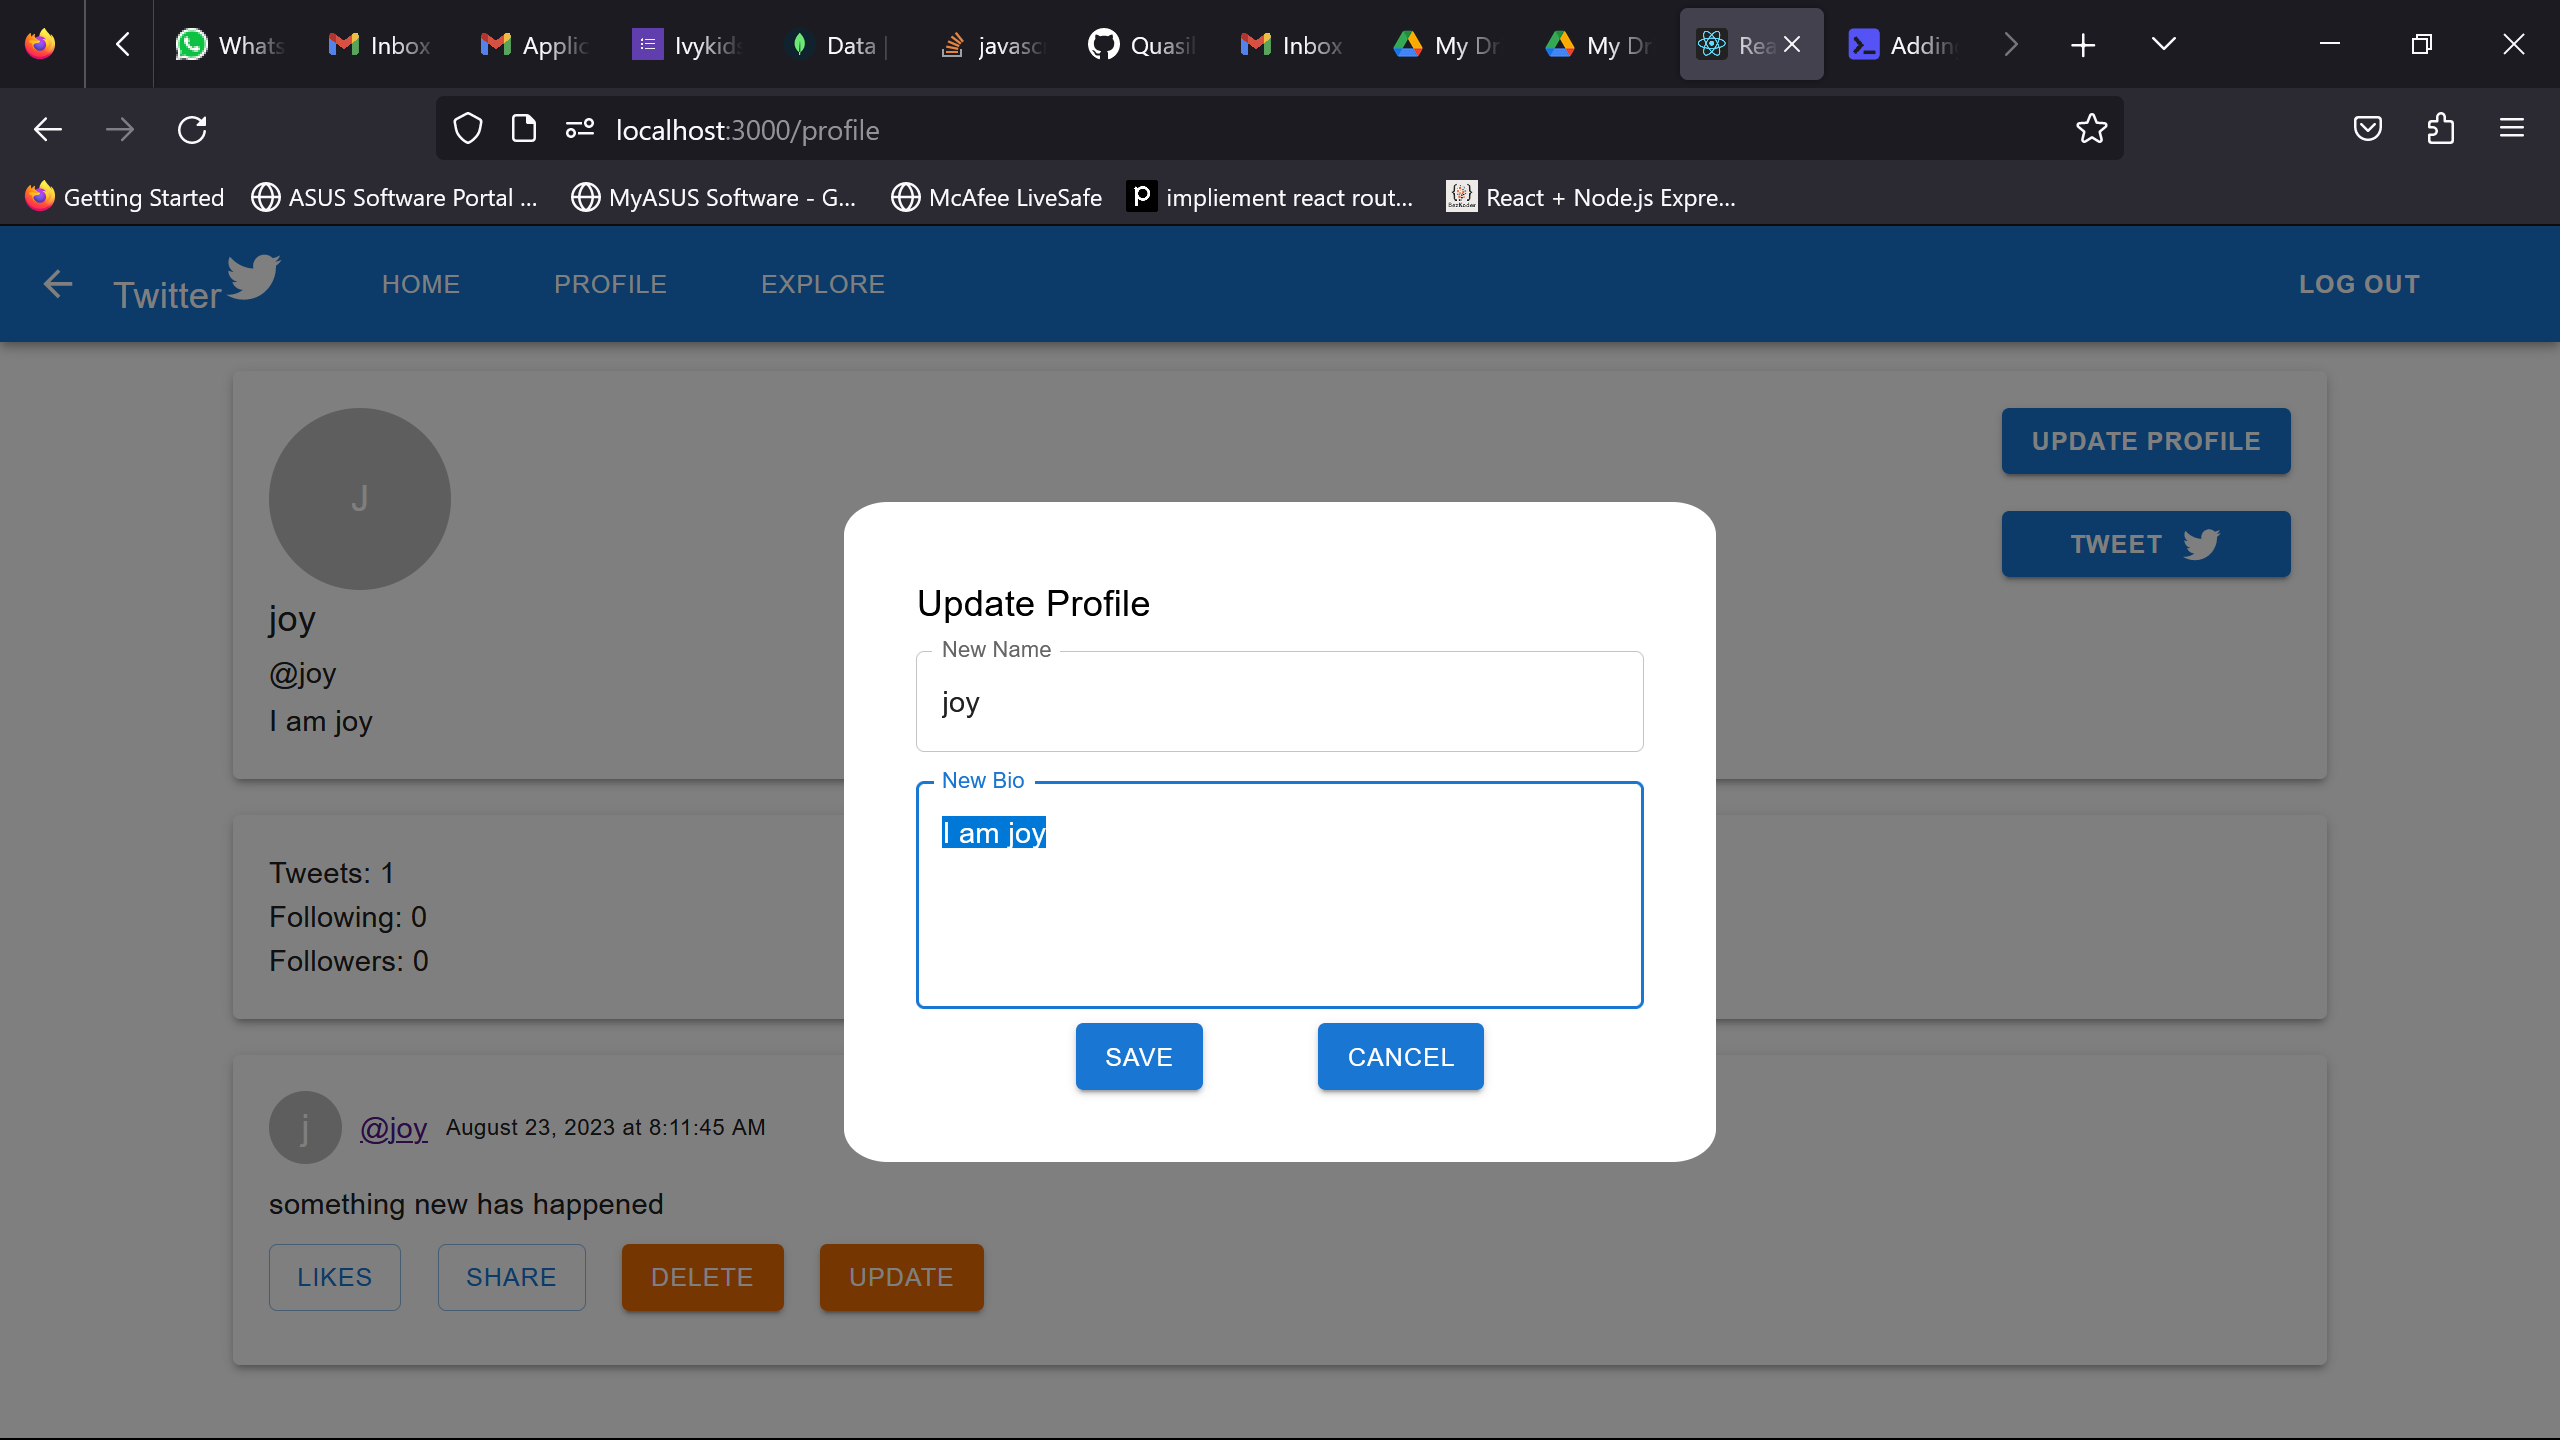 Whats Inbox Applic Ivykids Data | javasc Quasil Inbox My Dr My Dr Rea Adding
localhost:3000/profile
Getting Started ASUS Software Portal ... MyASUS Software - G... McAfee LiveSafe impliement react rout... React + Node.js Expre...
Twitter HOME PROFILE EXPLORE LOG OUT
J
UPDATE PROFILE
TWEET
joy
@joy
I am joy
Update Profile
New Name
joy
New Bio
I am joy
SAVE CANCEL
Tweets: 1
Following: 0
Followers: 0
j @joy August 23, 2023 at 8:11:45 AM
something new has happened
LIKES SHARE DELETE UPDATE